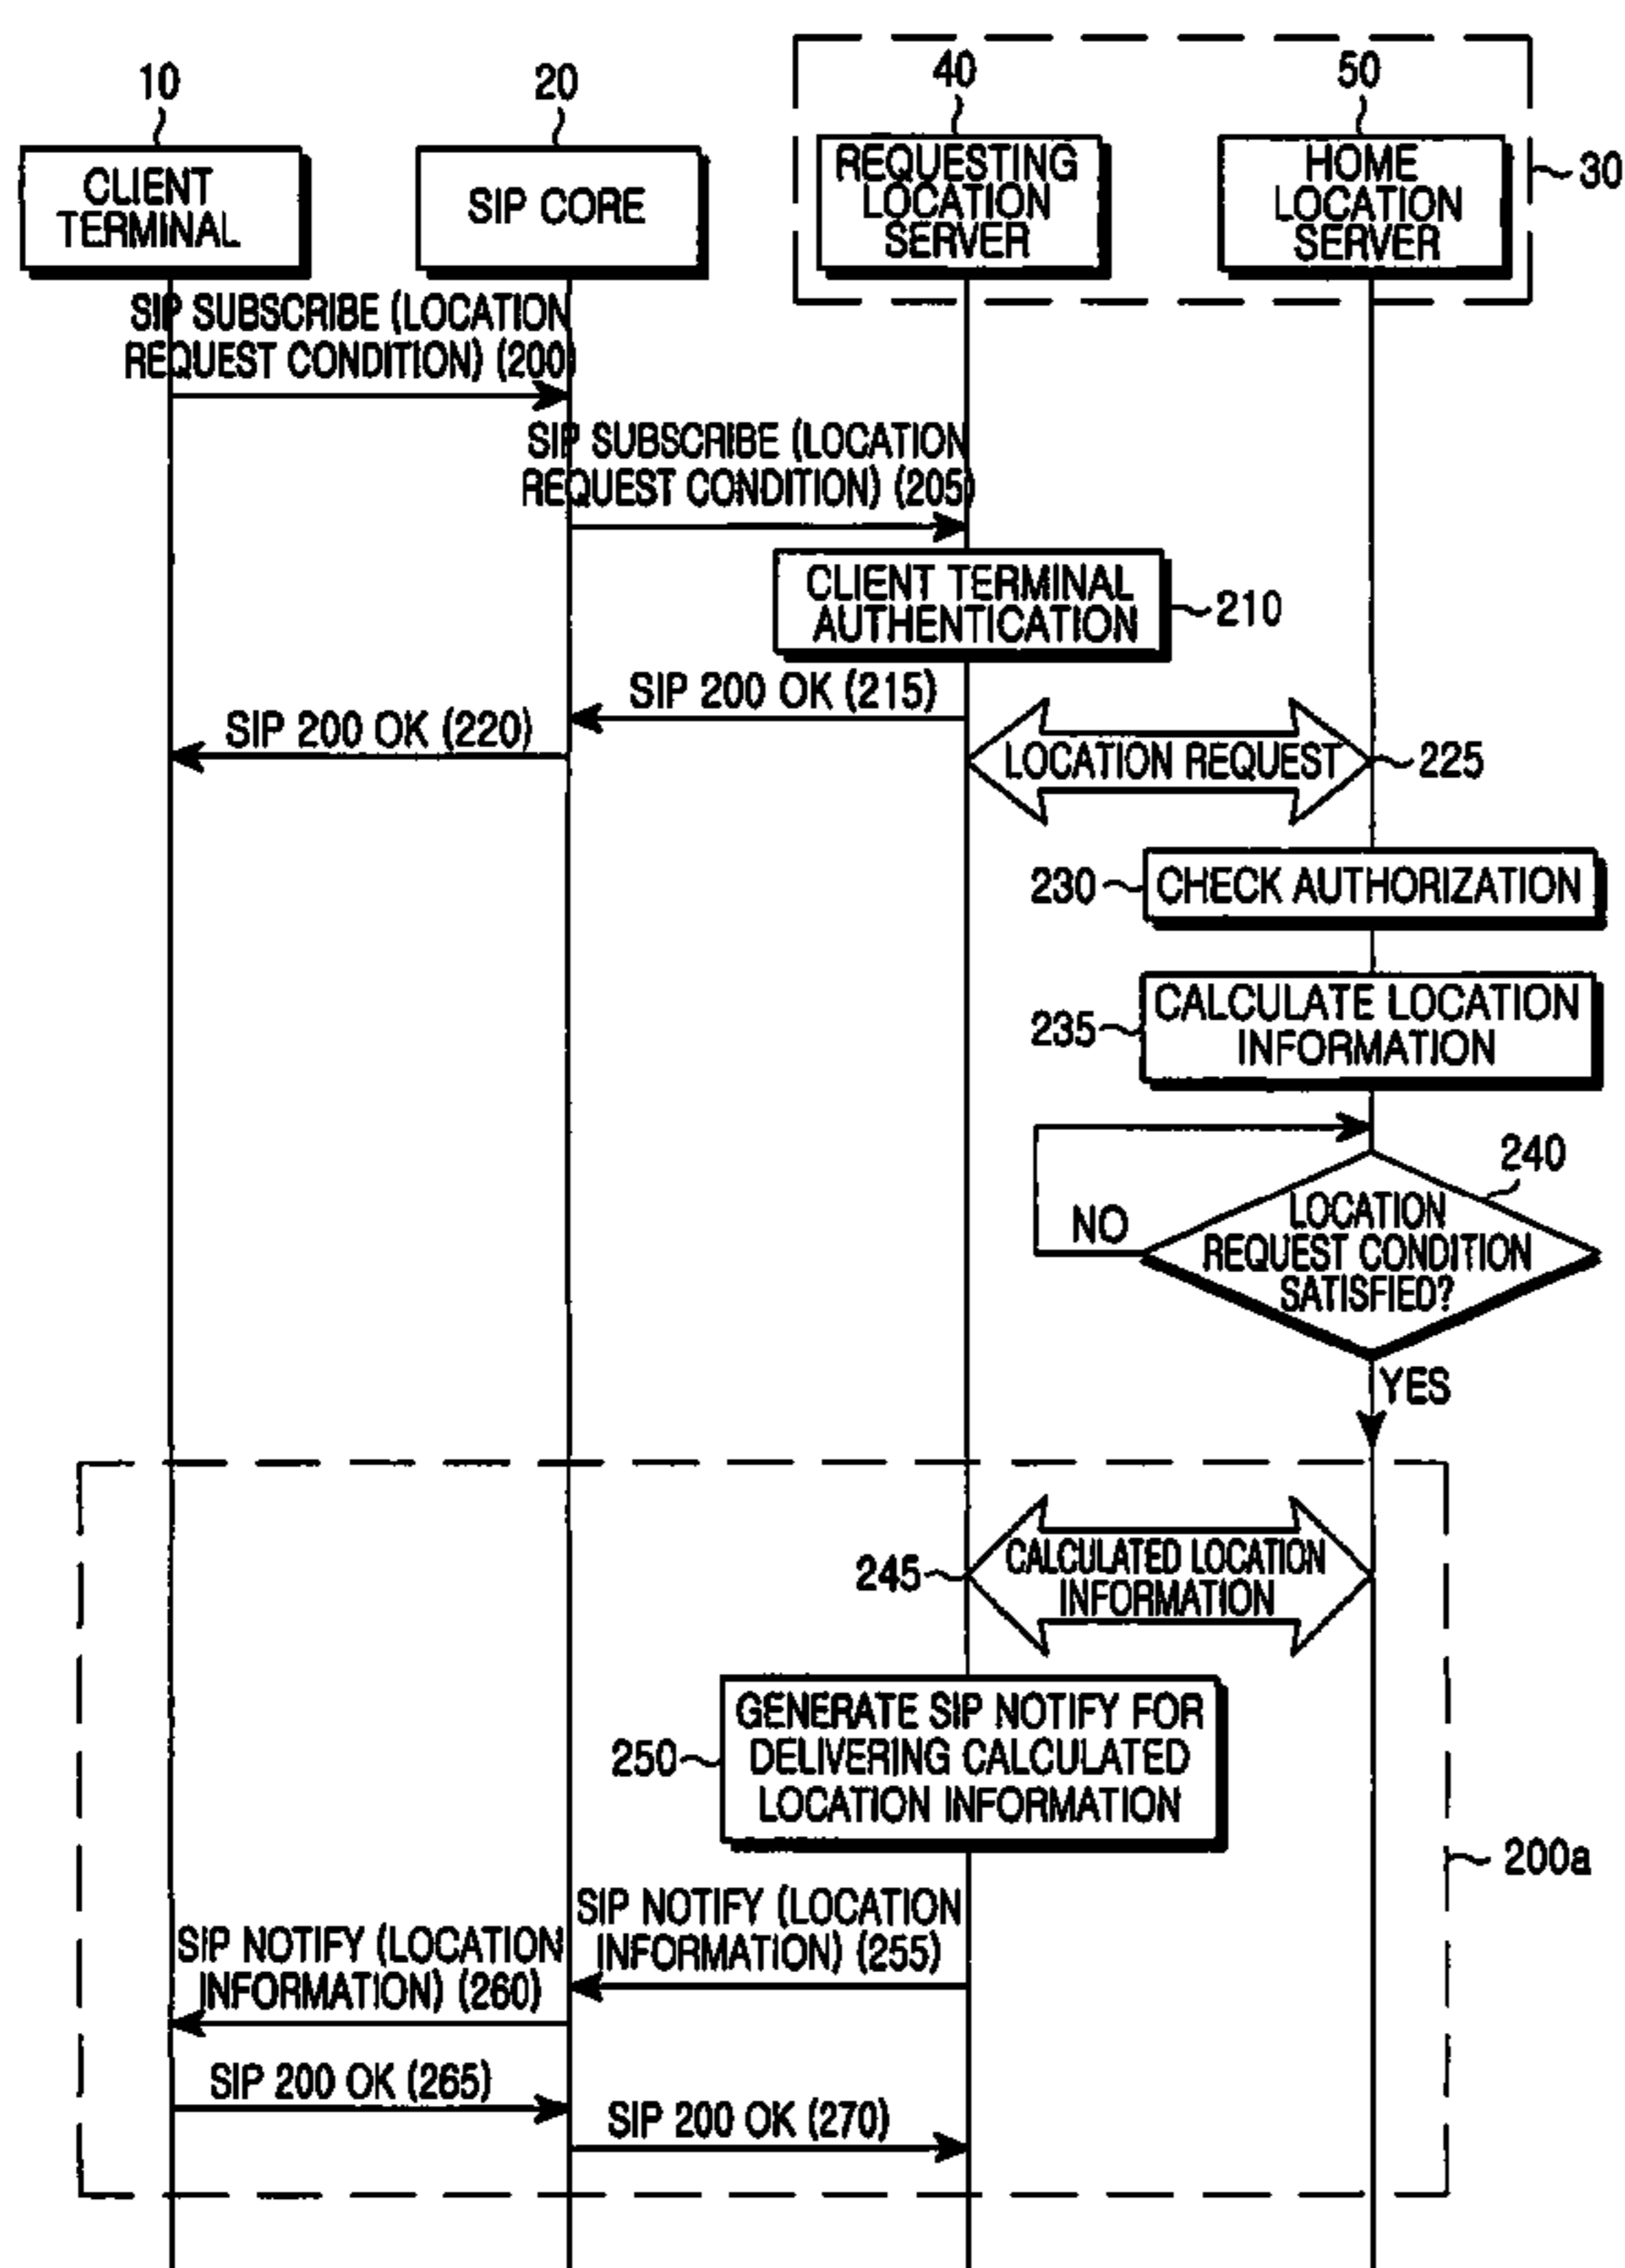 10
20
40
50
CLIENT
TERMINAL
SIP CORE
REQUESTING
LOCATION
SERVER
HOME
LOCATION
SERVER
30
SIP SUBSCRIBE (LOCATION
REQUEST CONDITION) (200)
SIP SUBSCRIBE (LOCATION
REQUEST CONDITION) (205)
CLIENT TERMINAL
AUTHENTICATION
210
SIP 200 OK (215)
SIP 200 OK (220)
LOCATION REQUEST
225
230
CHECK AUTHORIZATION
235
CALCULATE LOCATION
INFORMATION
240
NO
LOCATION
REQUEST CONDITION
SATISFIED?
YES
245
CALCULATED LOCATION
INFORMATION
250
GENERATE SIP NOTIFY FOR
DELIVERING CALCULATED
LOCATION INFORMATION
200a
SIP NOTIFY (LOCATION
INFORMATION) (255)
SIP NOTIFY (LOCATION
INFORMATION) (260)
SIP 200 OK (265)
SIP 200 OK (270)